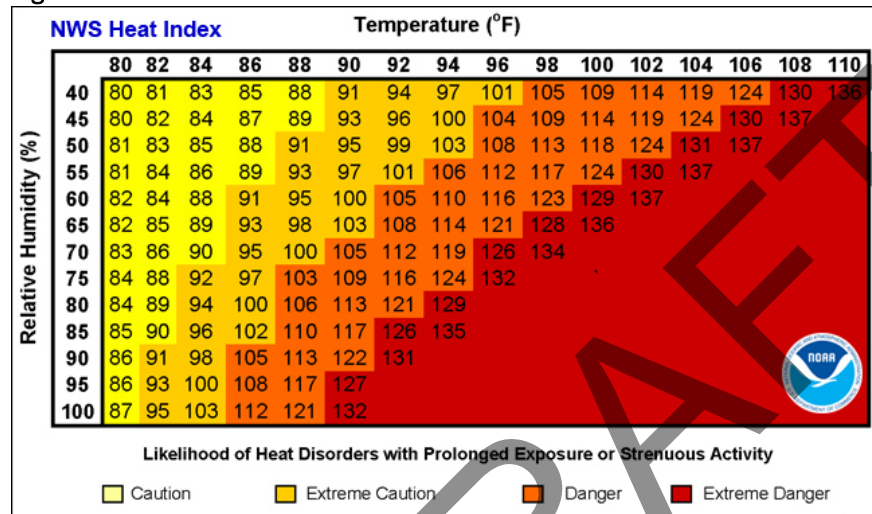 NWS Heat Index Temperature (°F)
80 82 84 86 88 90 92 94 96 98 100 102 104 106 108 110
40 80 81 83 85 88 91 94 97 101 105 109 114 119 124 130 136
45 80 82 84 87 89 93 96 100 104 109 114 119 124 130 137
50 81 83 85 88 91 95 99 103 108 113 118 124 131 137
55 81 84 86 89 93 97 101 106 112 117 124 130 137
60 82 84 88 91 95 100 105 110 116 123 129 137
65 82 85 89 93 98 103 108 114 121 128 136
70 83 86 90 95 100 105 112 119 126 134
75 84 88 92 97 103 109 116 124 132
80 84 89 94 100 106 113 121 129
85 85 90 96 102 110 117 126 135
90 86 91 98 105 113 122 131
95 86 93 100 108 117 127
100 87 95 103 112 121 132
Relative Humidity (%)
NOAA
Likelihood of Heat Disorders with Prolonged Exposure or Strenuous Activity
Caution Extreme Caution Danger Extreme Danger